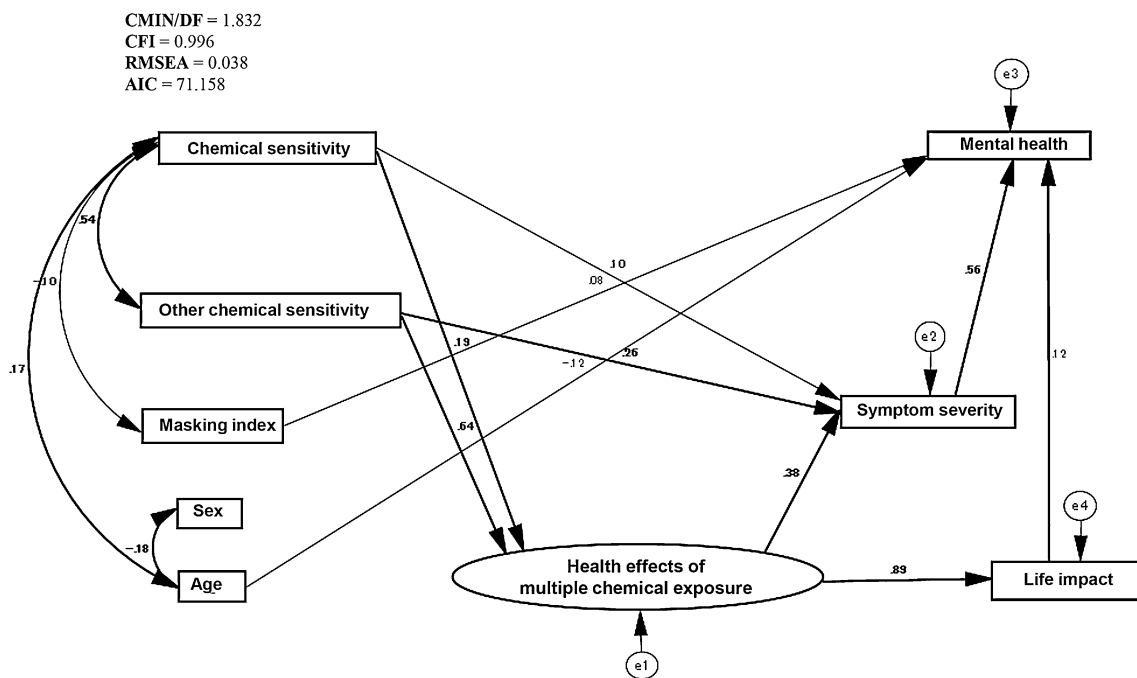 CMIN/DF = 1.832
CFI = 0.996
RMSEA = 0.038
AIC = 71.158
e3
Chemical sensitivity
Mental health
.54
.10
-.10
.08
.56
Other chemical sensitivity
e2
.19
-.12
.26
.12
.17
Symptom severity
Masking index
.64
.38
Sex
e4
-.18
Health effects of
multiple chemical exposure
.89
Life impact
Age
e1